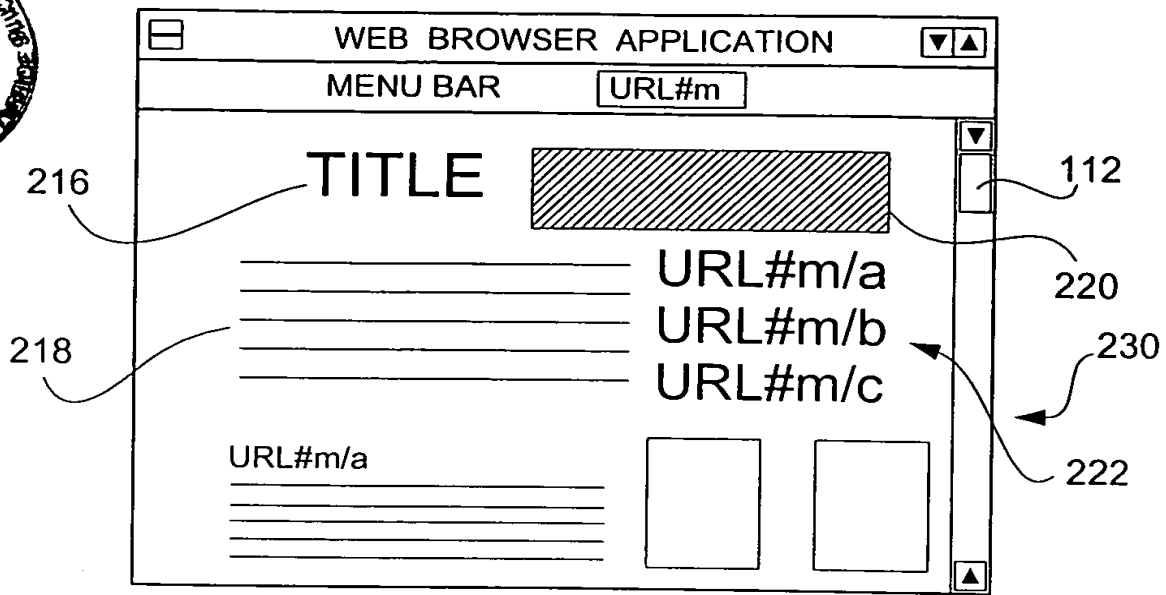 WEB BROWSER APPLICATION
MENU BAR URL#m
216 TITLE 112
220
URL#m/a
URL#m/b
URL#m/c
218 230
222
URL#m/a